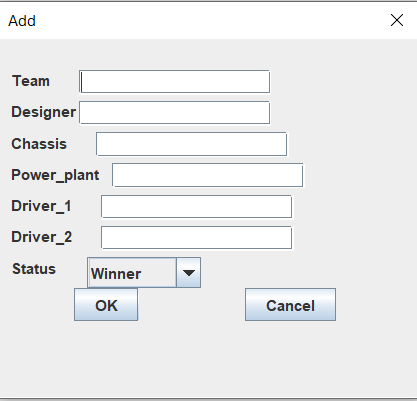 Add
Team
Designer
Chassis
Power_plant
Driver_1
Driver_2
Status Winner
OK Cancel